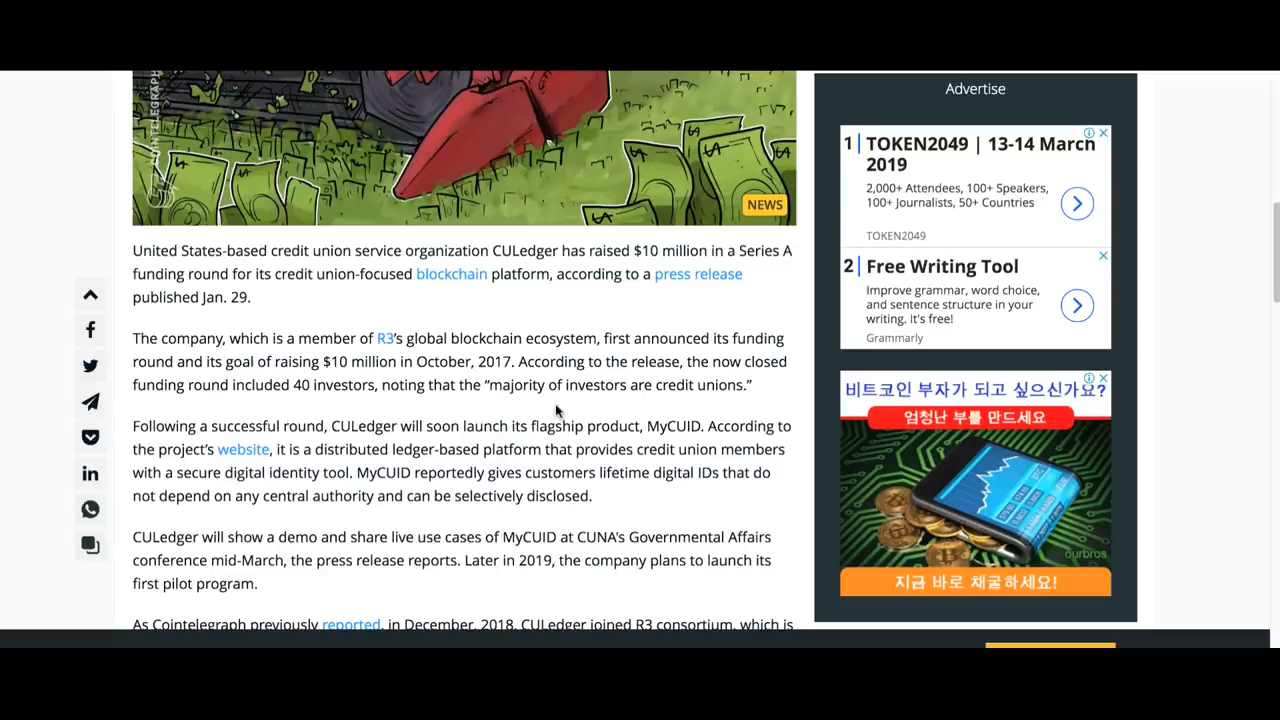 COINTELEGRAPH
NEWS
United States-based credit union service organization CULedger has raised $10 million in a Series A
funding round for its credit union-focused blockchain platform, according to a press release
published Jan. 29.
The company, which is a member of R3's global blockchain ecosystem, first announced its funding
round and its goal of raising $10 million in October, 2017. According to the release, the now closed
funding round included 40 investors, noting that the “majority of investors are credit unions.”
Following a successful round, CULedger will soon launch its flagship product, MyCUID. According to
the project's website, it is a distributed ledger-based platform that provides credit union members
with a secure digital identity tool. MyCUID reportedly gives customers lifetime digital IDs that do
not depend on any central authority and can be selectively disclosed.
CULedger will show a demo and share live use cases of MyCUID at CUNA's Governmental Affairs
conference mid-March, the press release reports. Later in 2019, the company plans to launch its
first pilot program.
As Cointelegraph previously reported, in December, 2018, CULedger joined R3 consortium, which is
Advertise
1 TOKEN2049 | 13-14 March
2019
2,000+ Attendees, 100+ Speakers,
100+ Journalists, 50+ Countries
TOKEN2049
2 Free Writing Tool
Improve grammar, word choice,
and sentence structure in your
writing. It's free!
Grammarly
비트코인 부자가 되고 싶으신가요?
엄청난 부를 만드세요
ourbros
지금 바로 채굴하세요!